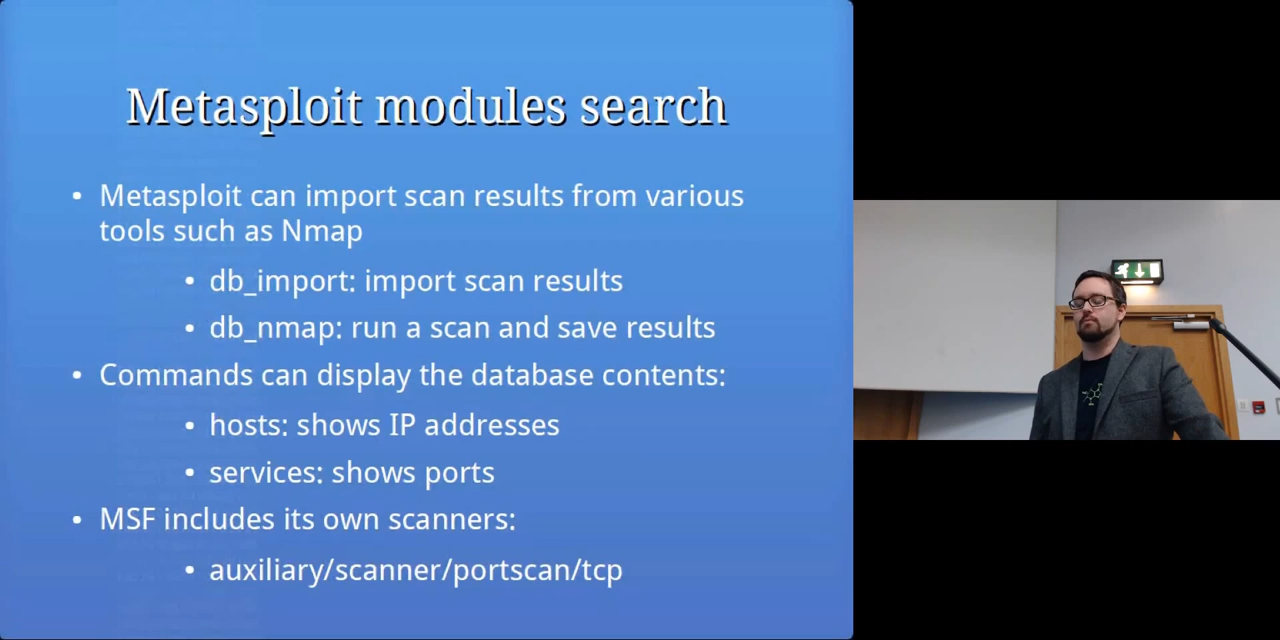 Metasploit modules search
• Metasploit can import scan results from various
tools such as Nmap
• db_import: import scan results
• db_nmap: run a scan and save results
• Commands can display the database contents:
• hosts: shows IP addresses
• services: shows ports
• MSF includes its own scanners:
• auxiliary/scanner/portscan/tcp